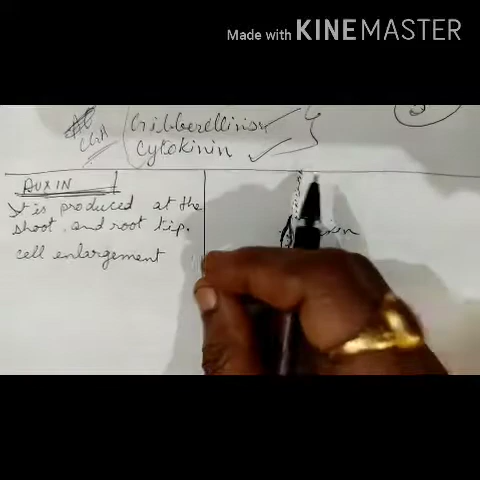 Made with KINEMASTER
Gibberellins
Cytokinin
AUXIN
It is produced at the
shoot and root tip.
cell enlargement